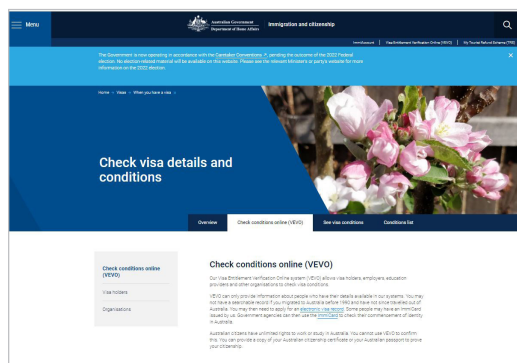 Menu
Australian Government
Department of Home Affairs
Immigration and citizenship
ImmiAccount
Visa Entitlement Verification Online (VEVO)
My Tourist Refund Scheme (TRS)
The Government is now operating in accordance with the Caretaker Conventions, pending the outcome of the 2022 Federal
election. No election related material will be available on this website. Please see the relevant Minister's or party's website for more
information on the 2022 election.
Home > Visas > When you have a visa >
Check visa details and
conditions
Overview
Check conditions online (VEVO)
See visa conditions
Conditions list
Check conditions online
(VEVO)
Visa holders
Organisations
Check conditions online (VEVO)
Our Visa Entitlement Verification Online system (VEVO) allows visa holders, employers, education
providers and other organisations to check visa conditions.
VEVO can only provide information about people who have their details available in our systems. You may
not have a searchable record if you migrated to Australia before 1990 and have not since travelled out of
Australia. You may then need to apply for an electronic visa record. Some people may have an ImmiCard
issued by us. Government agencies can then use the ImmiCard to check their commencement of identity
in Australia.
Australian citizens have unlimited rights to work or study in Australia. You cannot use VEVO to confirm
this. You can provide a copy of your Australian citizenship certificate or your Australian passport to prove
your citizenship.